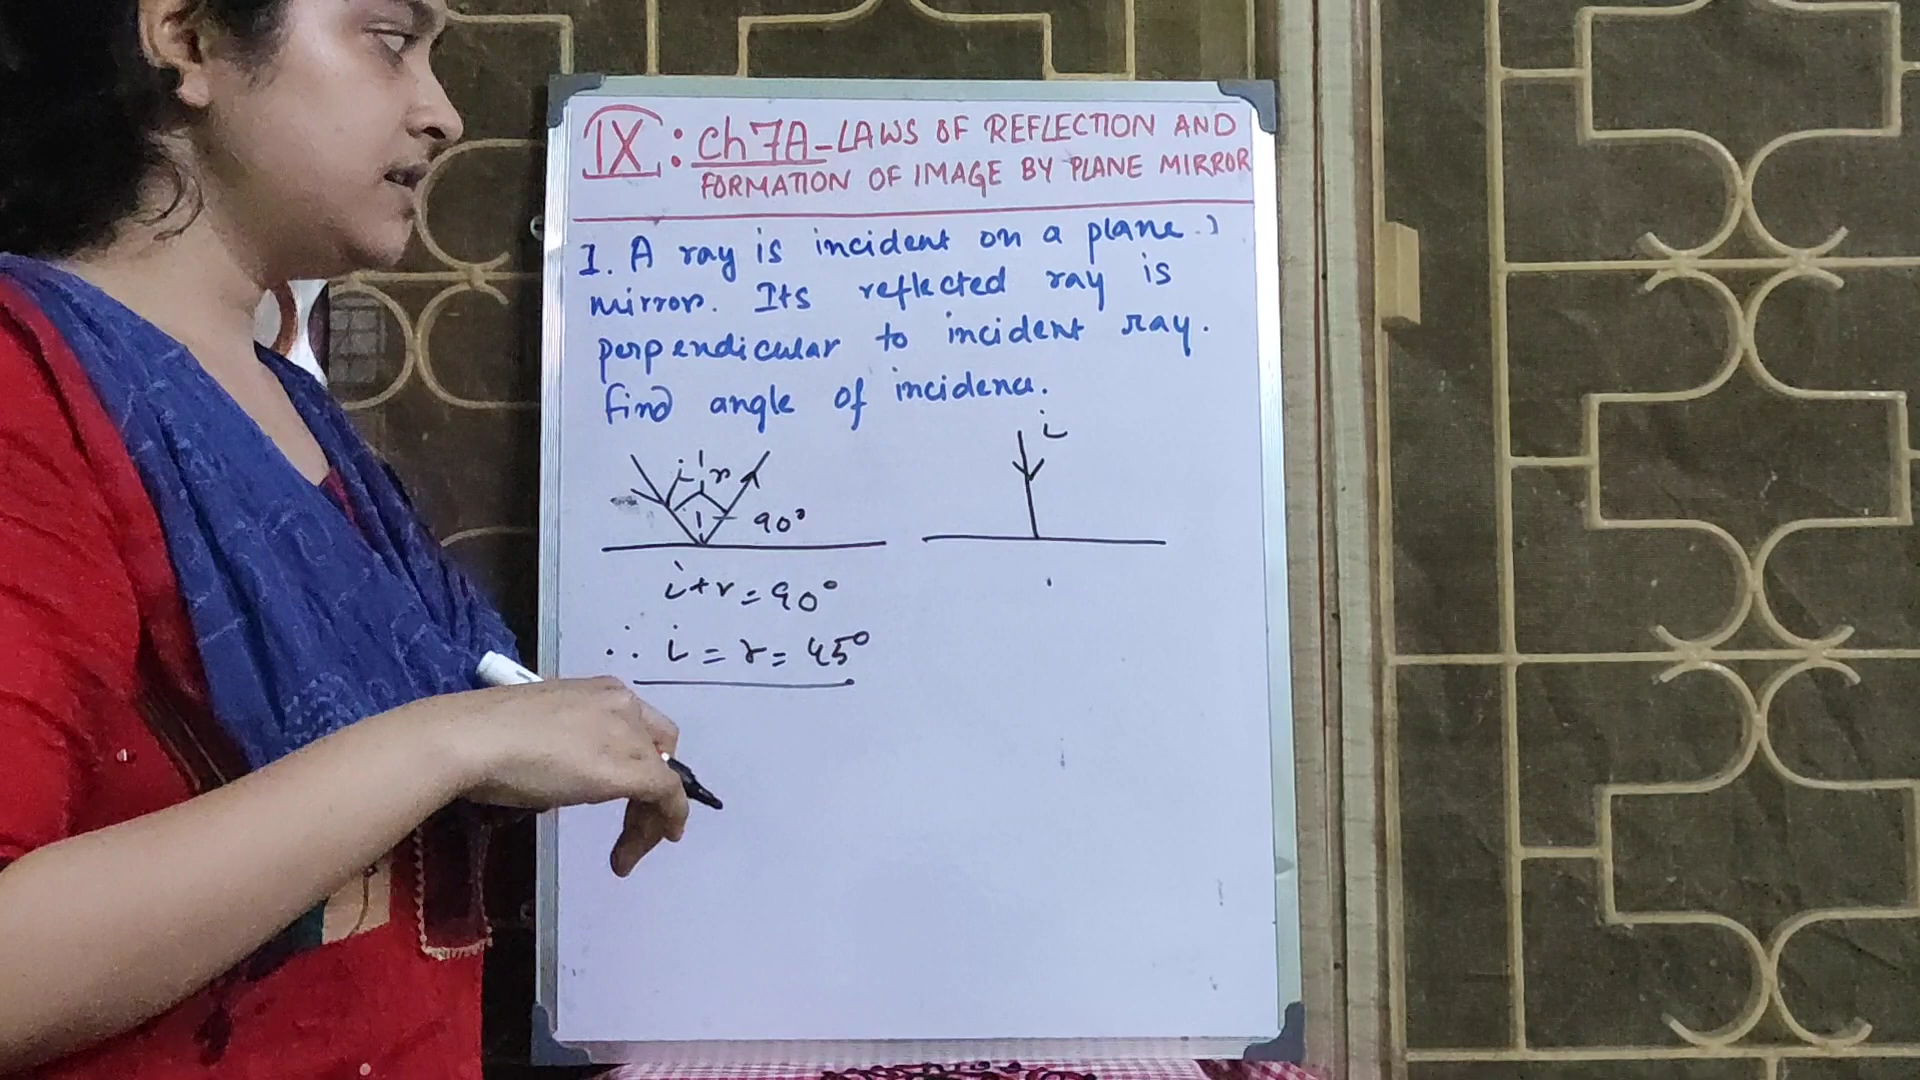 IX : Ch 7A - LAWS OF REFLECTION AND
FORMATION OF IMAGE BY PLANE MIRROR
1. A ray is incident on a plane
mirror. Its reflected ray is
perpendicular to incident ray.
find angle of incidence.
i r
90°
i
i+r = 90°
∴ i = r = 45°